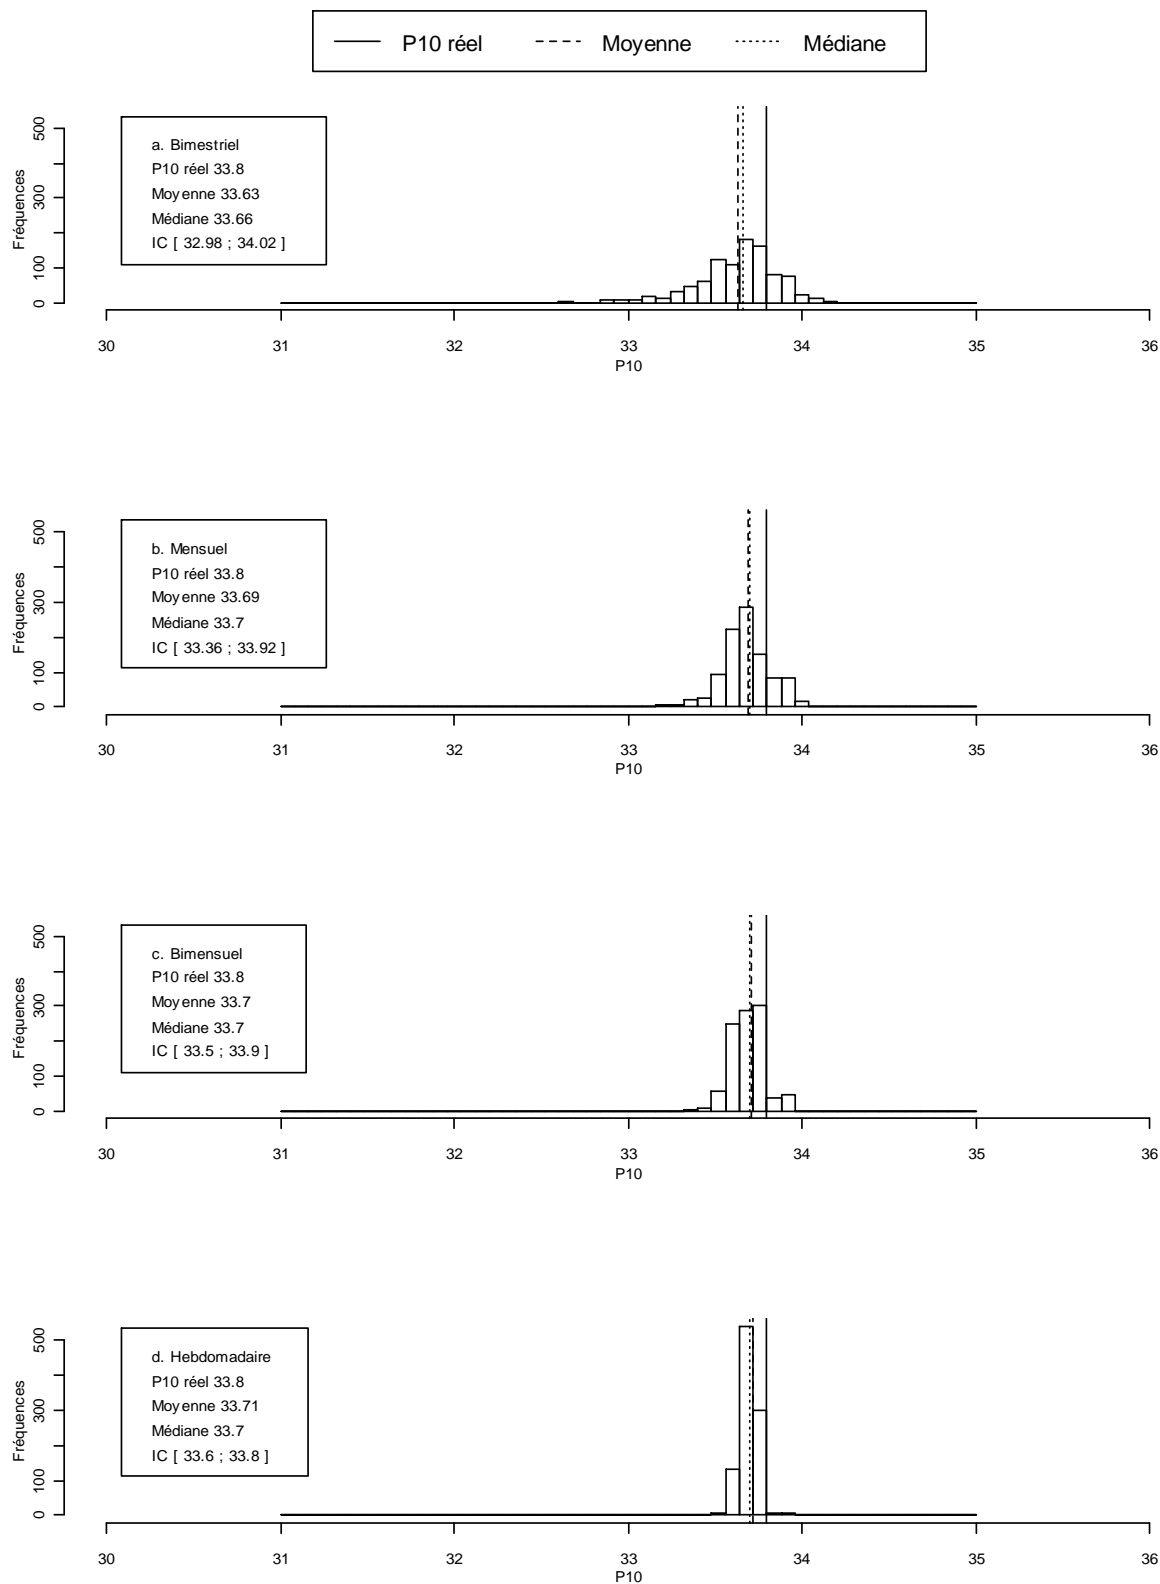 P10 réel Moyenne Médiane
a. Bimestriel
P10 réel 33.8
Moyenne 33.63
Médiane 33.66
IC [ 32.98 ; 34.02 ]
Fréquences
0 100 300 500
30 31 32 33 34 35 36
P10
b. Mensuel
P10 réel 33.8
Moyenne 33.69
Médiane 33.7
IC [ 33.36 ; 33.92 ]
Fréquences
0 100 300 500
30 31 32 33 34 35 36
P10
c. Bimensuel
P10 réel 33.8
Moyenne 33.7
Médiane 33.7
IC [ 33.5 ; 33.9 ]
Fréquences
0 100 300 500
30 31 32 33 34 35 36
P10
d. Hebdomadaire
P10 réel 33.8
Moyenne 33.71
Médiane 33.7
IC [ 33.6 ; 33.8 ]
Fréquences
0 100 300 500
30 31 32 33 34 35 36
P10